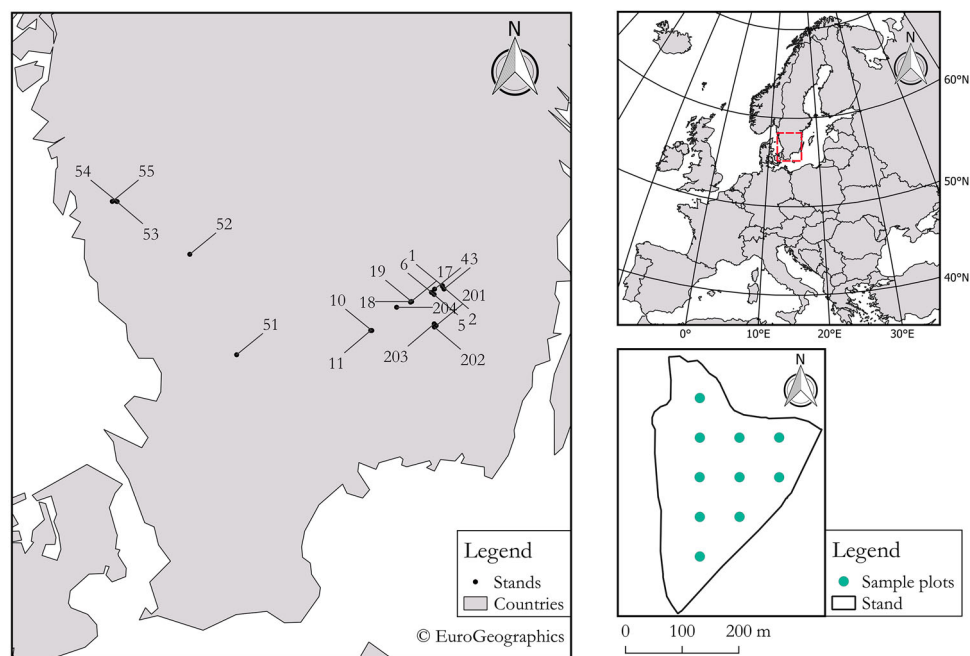 N
54
55
53
52
51
1
43
6
17
19
10
18
204
201
5
2
11
203
202
Legend
Stands
Countries
© EuroGeographics
N
60°N
50°N
40°N
0°
10°E
20°E
30°E
N
Legend
Sample plots
Stand
0 100 200 m